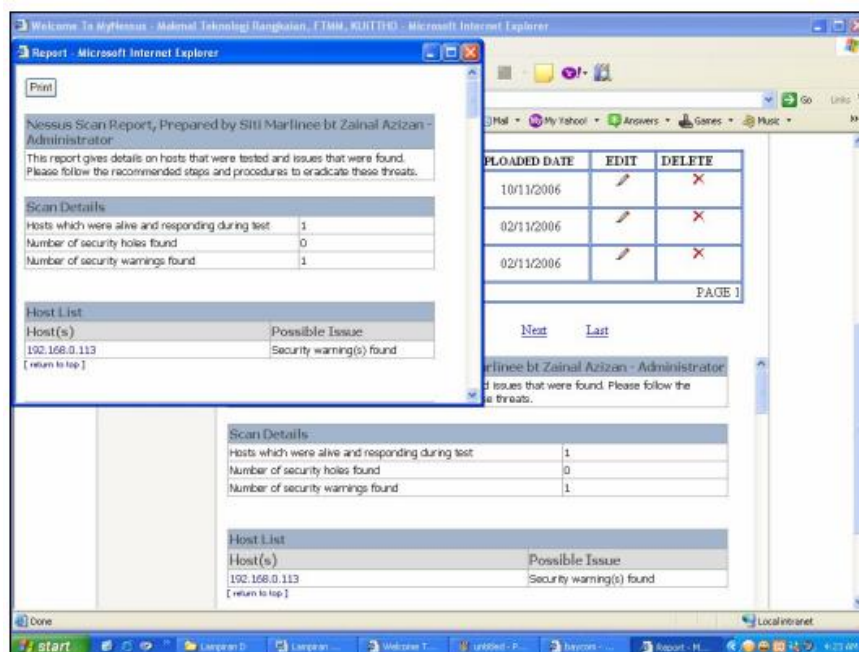 Welcome To MyNessus - Makmal Teknologi Rangkaian, FTMM, KUITTHO - Microsoft Internet Explorer
Report - Microsoft Internet Explorer
Print
Nessus Scan Report, Prepared by Siti Marlinee bt Zainal Azizan -
Administrator
This report gives details on hosts that were tested and issues that were found.
Please follow the recommended steps and procedures to eradicate these threats.
Scan Details
Hosts which were alive and responding during test 1
Number of security holes found 0
Number of security warnings found 1
Host List
Host(s) Possible Issue
192.168.0.113 Security warning(s) found
[ return to top ]
Go Links
Mail My Yahoo! Answers Games Music
PLOADED DATE EDIT DELETE
10/11/2006
02/11/2006
02/11/2006
PAGE 1
Next Last
rlinee bt Zainal Azizan - Administrator
d issues that were found. Please follow the
se threats.
Scan Details
Hosts which were alive and responding during test 1
Number of security holes found 0
Number of security warnings found 1
Host List
Host(s) Possible Issue
192.168.0.113 Security warning(s) found
[ return to top ]
Done Local intranet
start Lampiran D Lampiran ... Welcome T... untitled - P... Report - M... 4:23 AM